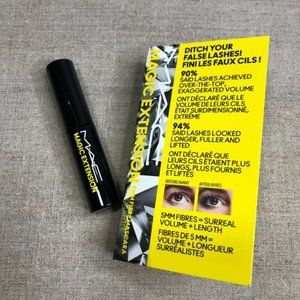 MAC
MAGIC EXTENSION
MAGIC EXTENSION
5MM FIBRE MASCARA
DITCH YOUR
FALSE LASHES!
FINI LES FAUX CILS !
90%
SAID LASHES ACHIEVED
OVER-THE-TOP,
EXAGGERATED VOLUME
ONT DÉCLARÉ QUE LE
VOLUME DE LEURS CILS
ÉTAIT SURDIMENSIONNÉ,
EXTRÊME
94%
SAID LASHES LOOKED
LONGER, FULLER AND
LIFTED
ONT DÉCLARÉ QUE
LEURS CILS ÉTAIENT PLUS
LONGS, PLUS FOURNIS
ET LIFTÉS
BEFORE/AVANT
AFTER/APRÈS
5MM FIBRES = SURREAL
VOLUME + LENGTH
FIBRES DE 5 MM =
VOLUME + LONGUEUR
SURRÉALISTES